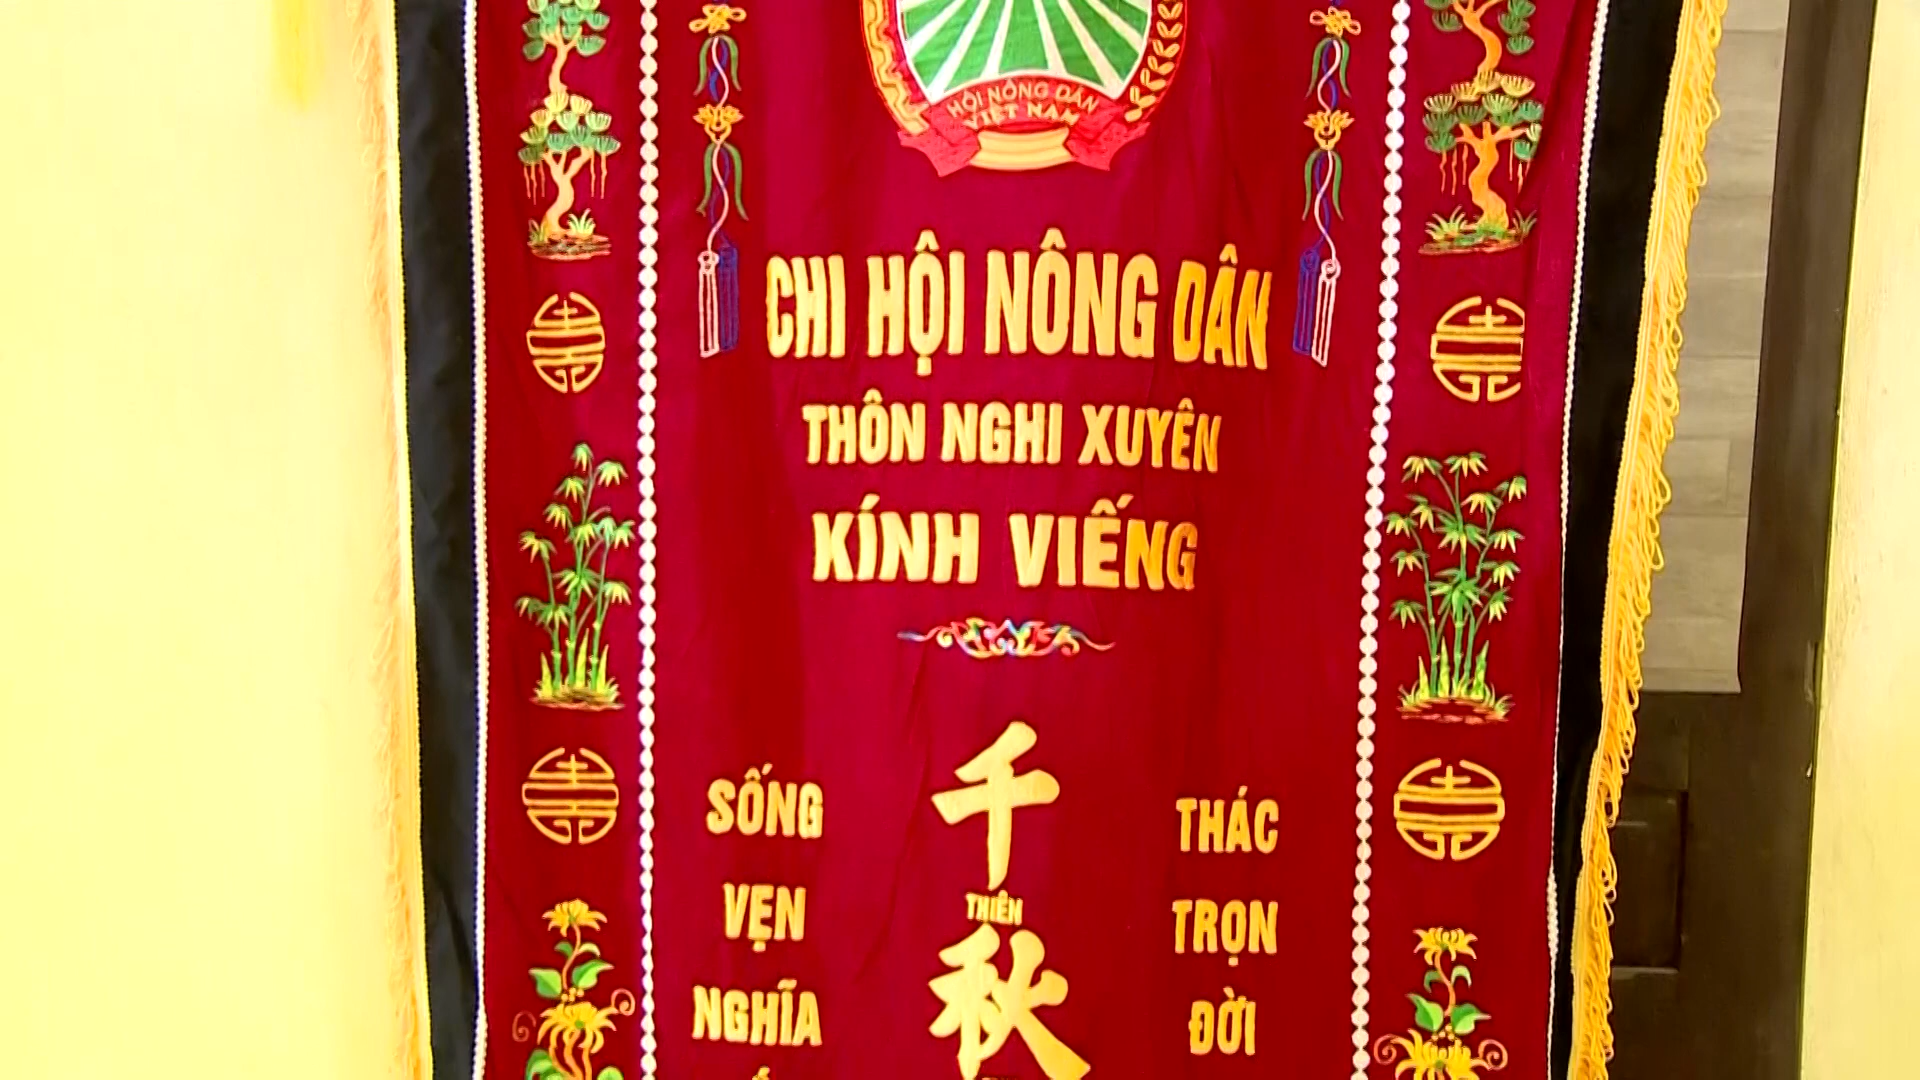 HỘI NÔNG DÂN
VIỆT NAM
CHI HỘI NÔNG DÂN
THÔN NGHI XUYÊN
KÍNH VIẾNG
SỐNG
VẸN
NGHĨA
千
THIÊN
秋
THÁC
TRỌN
ĐỜI